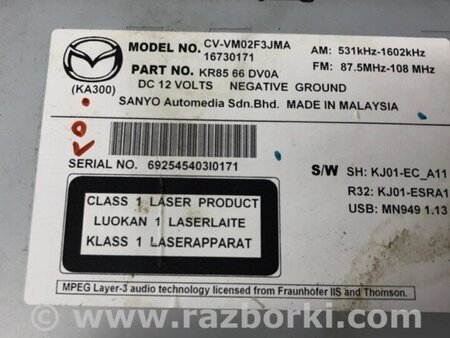 MODEL NO. CV-VM02F3JMA
16730171
AM: 531kHz-1602kHz
PART NO. KR85 66 DV0A
FM: 87.5MHz-108 MHz
(KA300)
DC 12 VOLTS NEGATIVE GROUND
SANYO Automedia Sdn.Bhd. MADE IN MALAYSIA
SERIAL NO. 692545403I0171
S/W SH: KJ01-EC_A11
R32: KJ01-ESRA1
USB: MN949 1.13
CLASS 1 LASER PRODUCT
LUOKAN 1 LASERLAITE
KLASS 1 LASERAPPARAT
MPEG Layer-3 audio technology licensed from Fraunhofer IIS and Thomson.
www.razborki.com